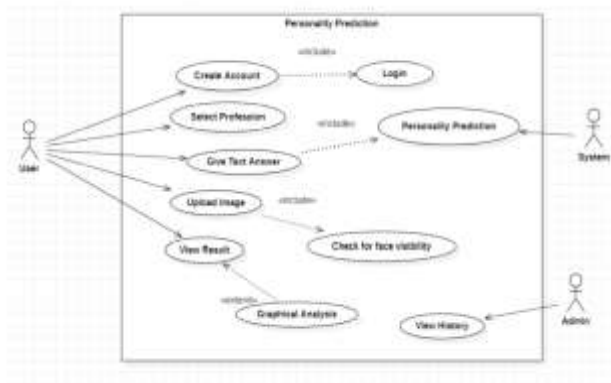 Personality Prediction
«include»
Create Account
Login
Select Profession
«include»
Personality Prediction
User
System
Give Text Answer
Upload Image
«include»
View Result
Check for face visibility
«extend»
Graphical Analysis
View History
Admin